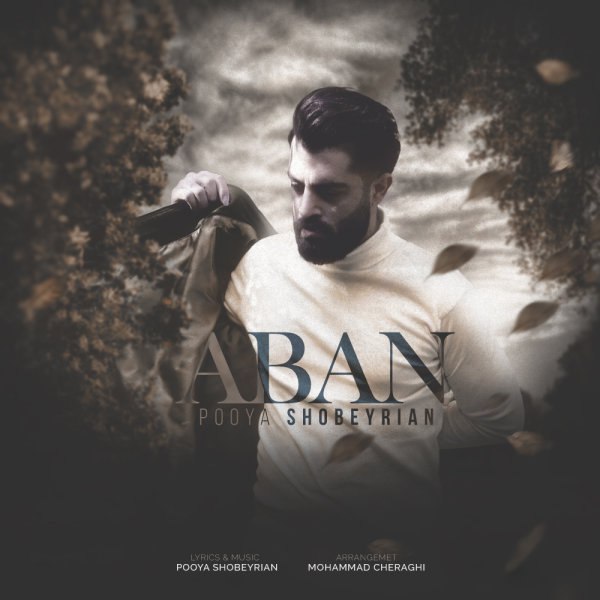 ABAN
POOYA SHOBEYRIAN
LYRICS & MUSIC
POOYA SHOBEYRIAN
ARRANGEMET
MOHAMMAD CHERAGHI